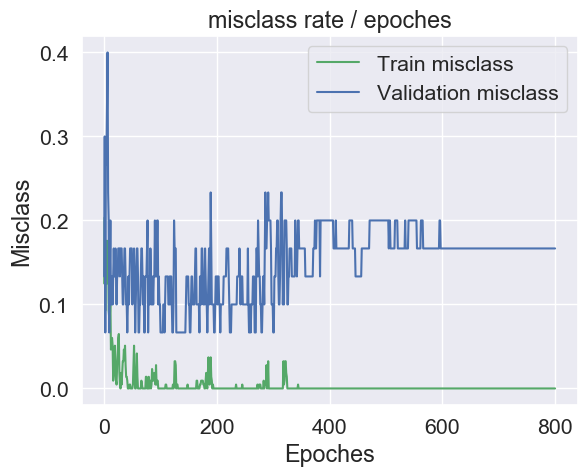 misclass rate / epoches
0.4
0.3
0.2
0.1
0.0
Misclass
Train misclass
Validation misclass
0
200
400
600
800
Epoches